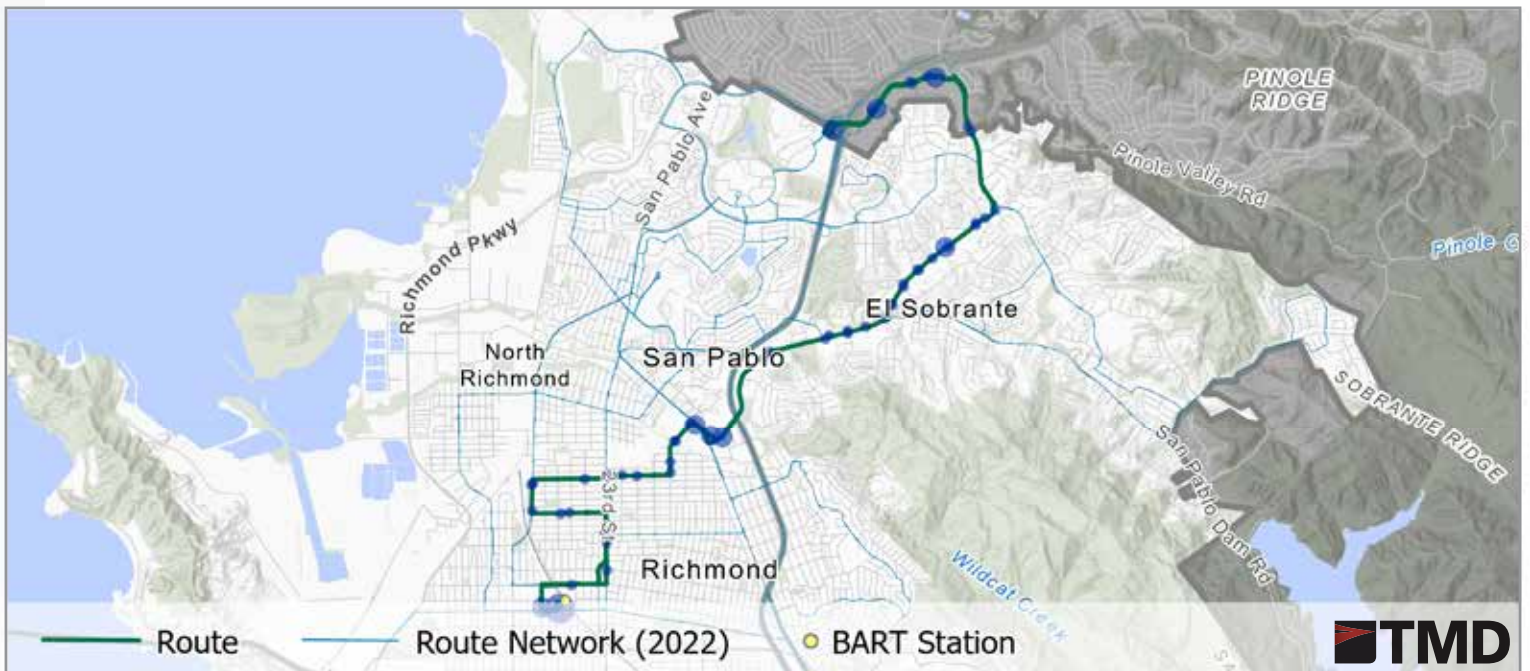 PINOLE
RIDGE
San Pablo Ave
Pinole Valley Rd
Richmond Pkwy
Pinole C
El Sobrante
North
Richmond
San Pablo
SOBRANTE RIDGE
San Pablo Dam Rd
23rd St
Richmond
Wildcat Creek
Route
Route Network (2022)
BART Station
TMD